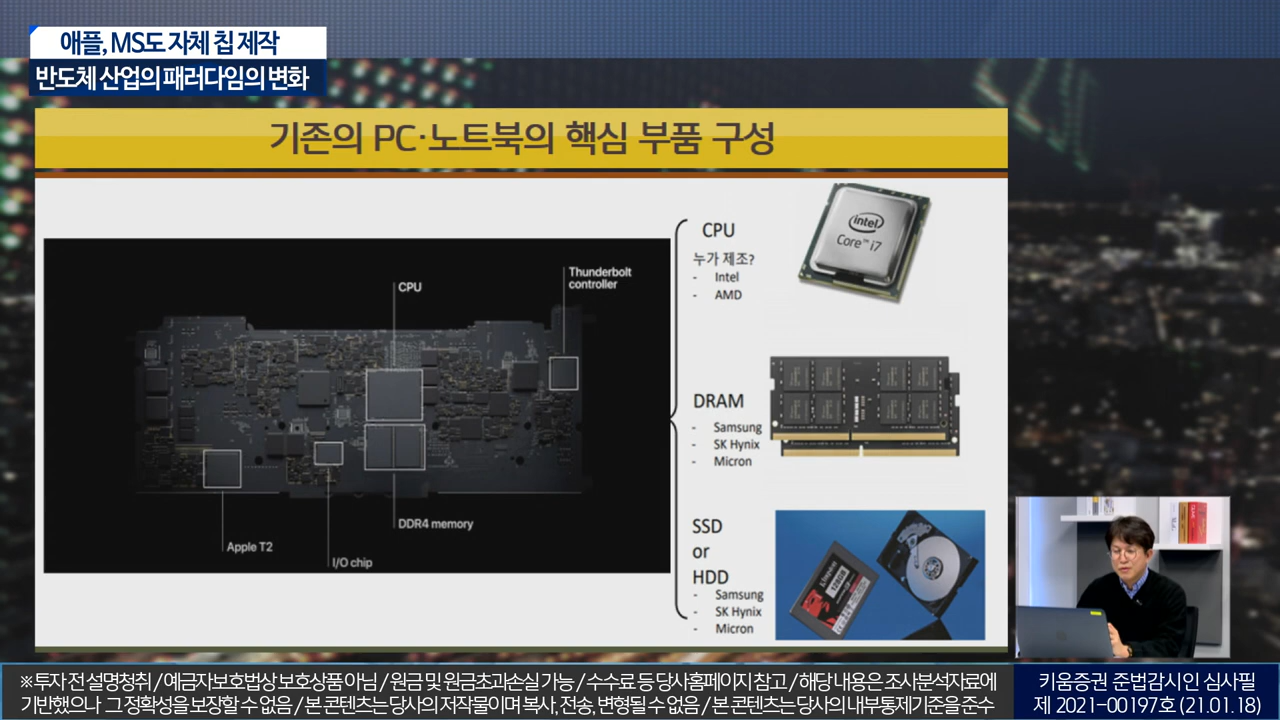 애플, MS도 자체 칩 제작
반도체 산업의 패러다임의 변화
기존의 PC·노트북의 핵심 부품 구성
CPU
Thunderbolt
controller
DDR4 memory
Apple T2
I/O chip
CPU
누가 제조?
- Intel
- AMD
intel
Core™ i7
DRAM
- Samsung
- SK Hynix
- Micron
SSD
or
HDD
- Samsung
- SK Hynix
- Micron
※ 투자 전 설명청취 / 예금자보호법상 보호상품 아님 / 원금 및 원금초과손실 가능 / 수수료 등 당사홈페이지 참고 / 해당 내용은 조사분석자료에
기반했으나 그 정확성을 보장할 수 없음 / 본 콘텐츠는 당사의 저작물이며 복사, 전송, 변형될 수 없음 / 본 콘텐츠는 당사의 내부통제기준을 준수
키움증권 준법감시인 심사필
제 2021-00197호 (21.01.18)